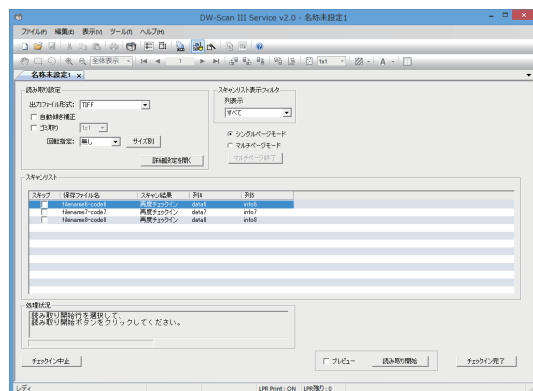 DW-Scan III Service v2.0 - 名称未設定1
ファイル(F) 編集(E) 表示(V) ツール(T) ヘルプ(H)
全体表示 1 1x1
名称未設定1 x
読み取り設定
出力ファイル形式: TIFF
自動傾き補正
ゴミ取り 1x1
回転指定: 無し サイズ別
詳細設定を開く
スキャンリスト表示フィルター
列表示
すべて
シングルページモード
マルチページモード
マルチページ終了
スキャンリスト
スキップ 保存ファイル名 スキャン結果 列4 列5
filename6-code6 再度チェックイン data6 info6
filename7-code7 再度チェックイン data7 info7
filename8-code8 再度チェックイン data8 info8
処理状況
読み取り開始行を選択して、
読み取り開始ボタンをクリックしてください。
チェックイン中止 プレビュー 読み取り開始 チェックイン完了
レディ LPR Print : ON LPR残り : 0